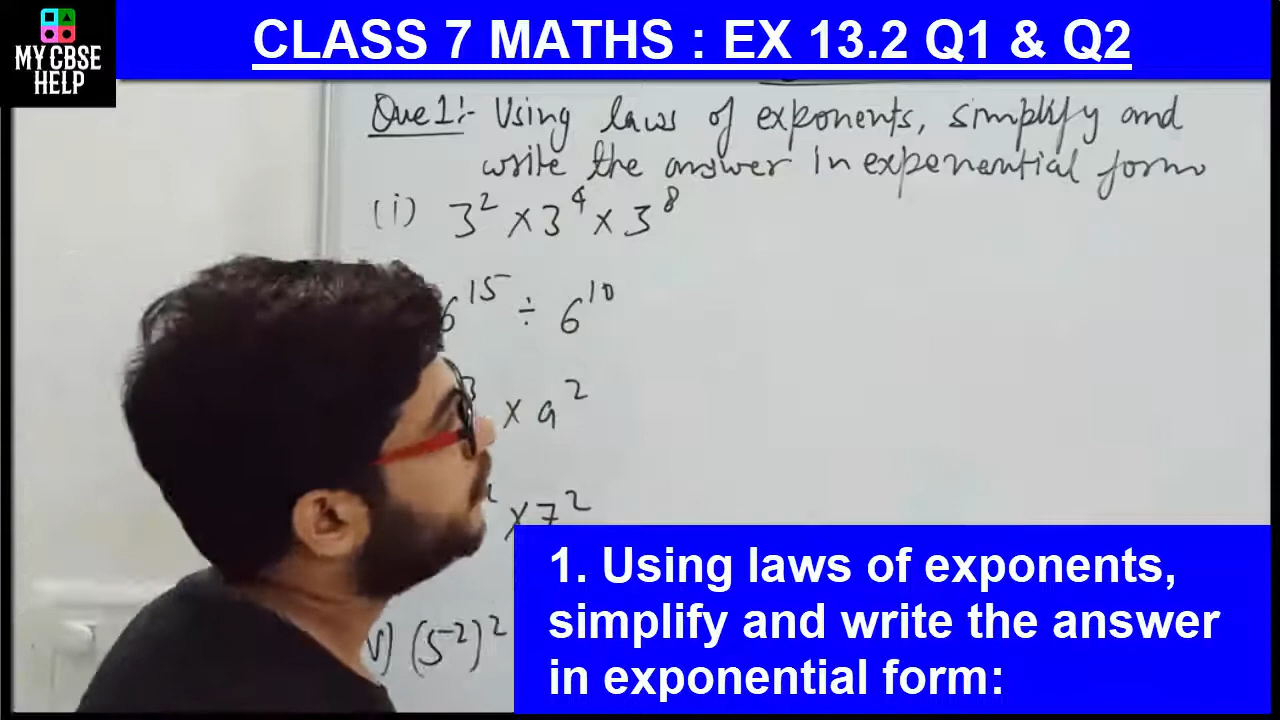 MY CBSE
HELP
CLASS 7 MATHS : EX 13.2 Q1 & Q2
Que 1:- Using laws of exponents, simplify and
write the answer in exponential form
(i) 3² × 3⁴ × 3⁸
6¹⁵ ÷ 6¹⁰
³ × a²
× 7²
v) (5²)²
1. Using laws of exponents,
simplify and write the answer
in exponential form: